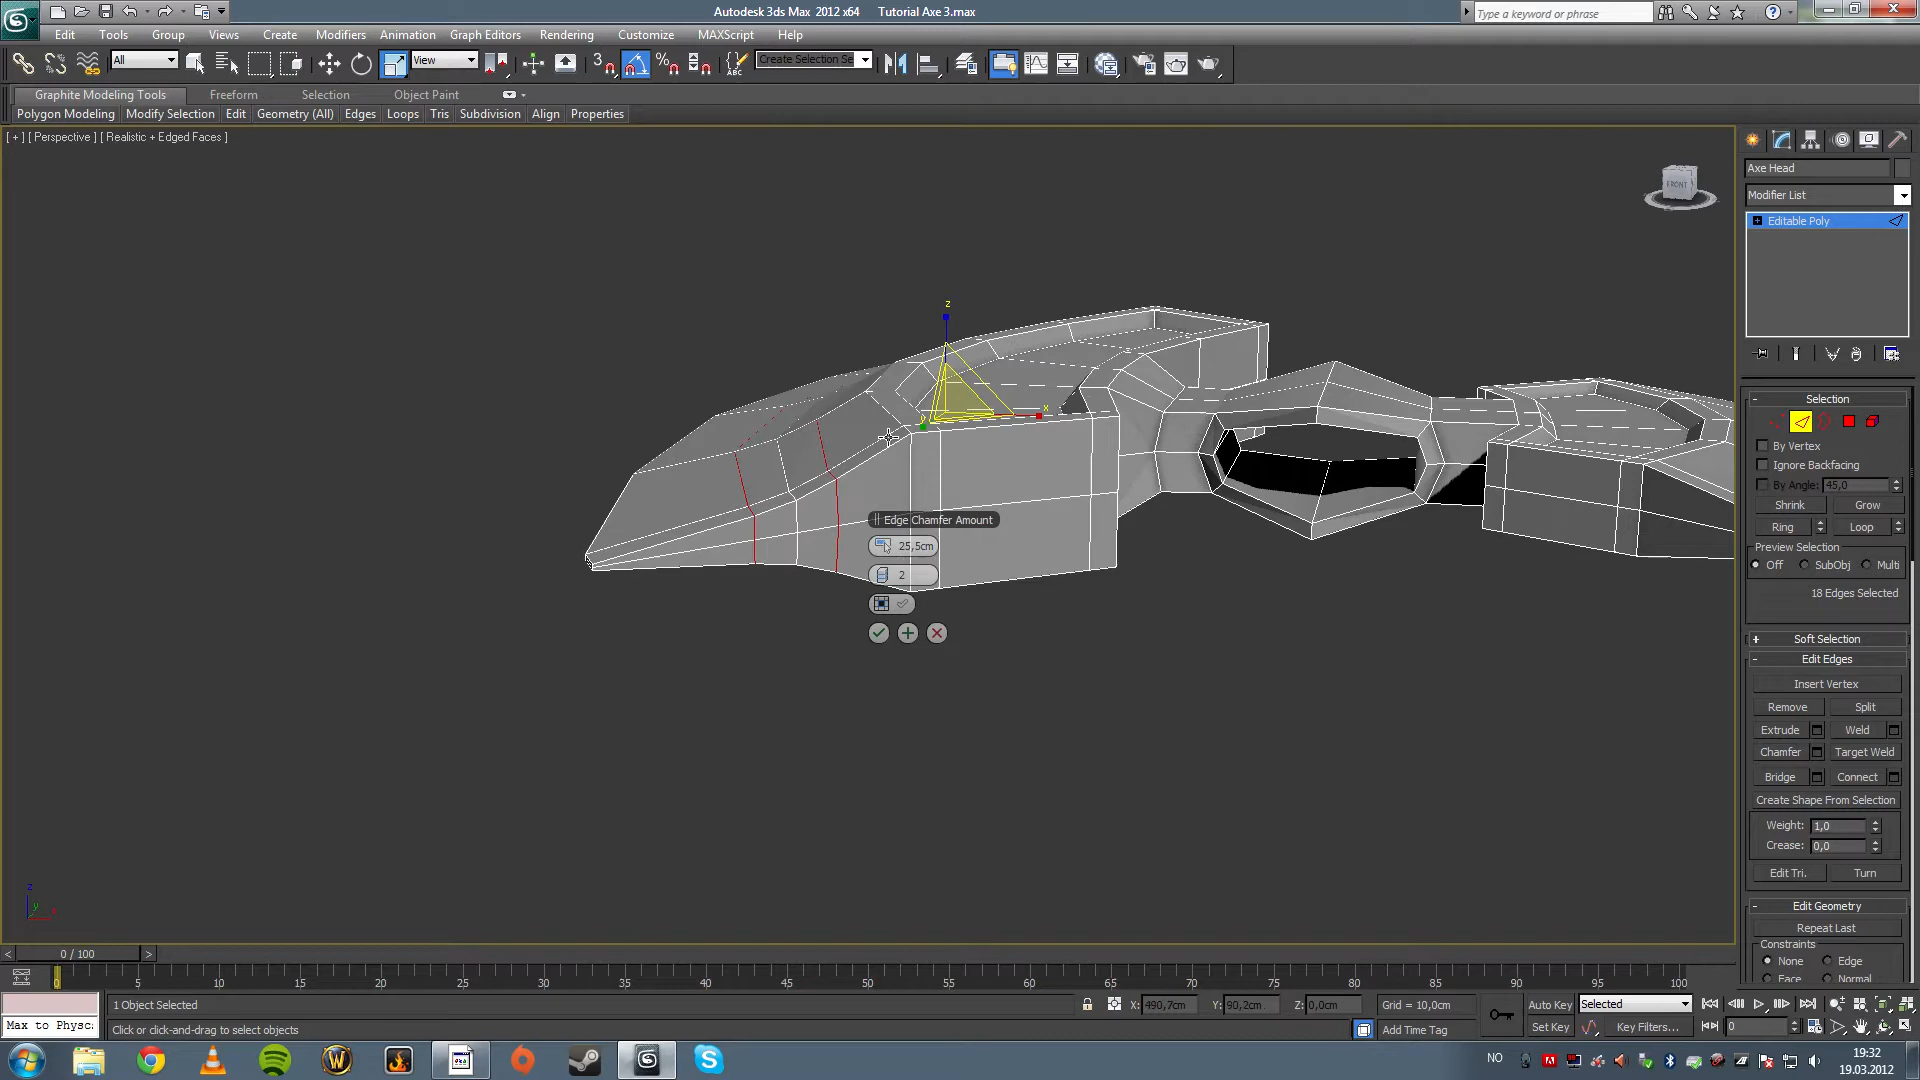 Autodesk 3ds Max 2012 x64 Tutorial Axe 3.max
Type a keyword or phrase
Edit Tools Group Views Create Modifiers Animation Graph Editors Rendering Customize MAXScript Help
All View Create Selection Se
Graphite Modeling Tools Freeform Selection Object Paint
Polygon Modeling Modify Selection Edit Geometry (All) Edges Loops Tris Subdivision Align Properties
[ + ] [ Perspective ] [ Realistic + Edged Faces ]
FRONT
z
x
y
Edge Chamfer Amount
25,5cm
2
Axe Head
Modifier List
Editable Poly
Selection
By Vertex
Ignore Backfacing
By Angle: 45,0
Shrink Grow
Ring Loop
Preview Selection
Off SubObj Multi
18 Edges Selected
Soft Selection
Edit Edges
Insert Vertex
Remove Split
Extrude Weld
Chamfer Target Weld
Bridge Connect
Create Shape From Selection
Weight: 1,0
Crease: 0,0
Edit Tri. Turn
Edit Geometry
Repeat Last
Constraints
None Edge
Face Normal
z
y
x
< 0 / 100 >
0 5 10 15 20 25 30 35 40 45 50 55 60 65 70 75 80 85 90 95 100
1 Object Selected X: 490,7cm Y: 90,2cm Z: 0,0cm Grid = 10,0cm Auto Key Selected
Max to Physc: Click or click-and-drag to select objects Add Time Tag Set Key Key Filters... 0
NO 19:32
19.03.2012